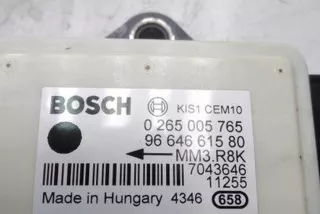 BOSCH KIS1 CEM10
0 265 005 765
96 646 615 80
MM3.R8K
7043646
11255
Made in Hungary 4346 658